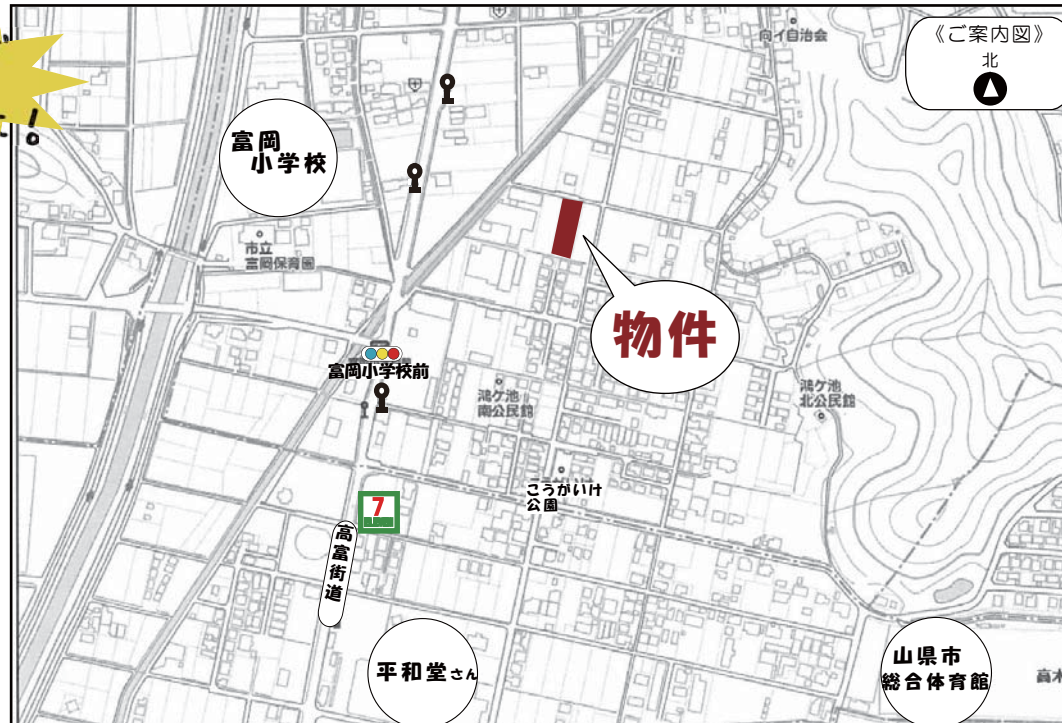 《ご案内図》
北
向イ自治会
富岡
小学校
市立
富岡保育園
物件
富岡小学校前
鴻ケ池
南公民館
鴻ケ池
北公民館
こうがいけ
公園
7
高富街道
平和堂さん
山県市
総合体育館
高木
！